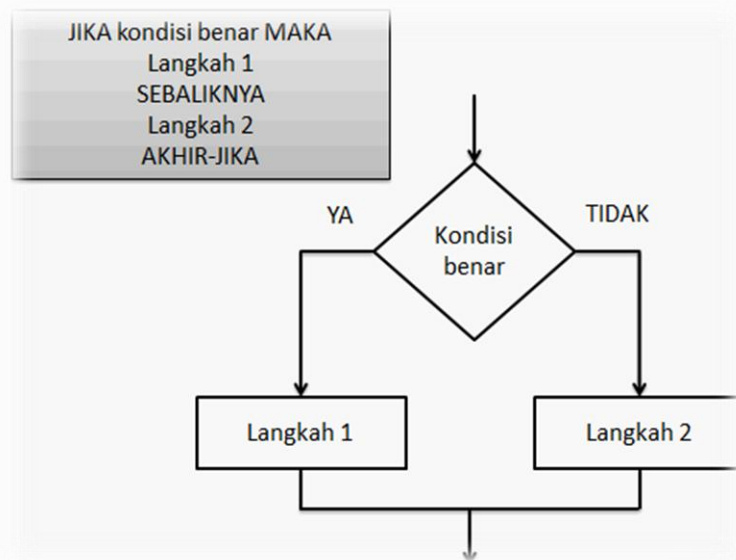 JIKA kondisi benar MAKA
Langkah 1
SEBALIKNYA
Langkah 2
AKHIR-JIKA
YA
TIDAK
Kondisi
benar
Langkah 1
Langkah 2